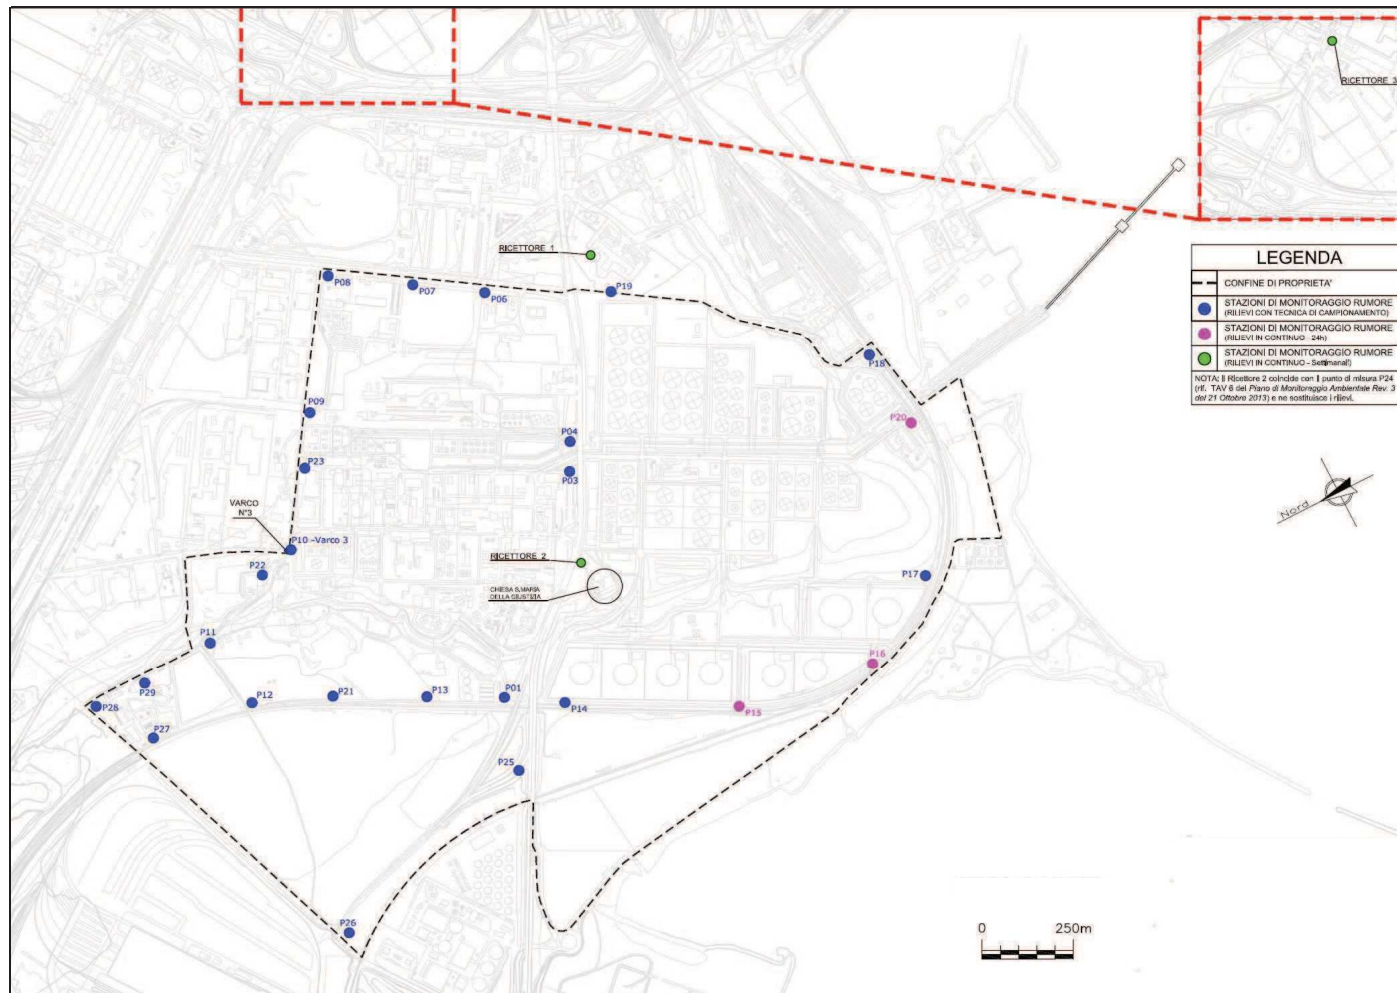 RICETTORE 3
RICETTORE 1
P08
P07
P06
P19
LEGENDA
CONFINE DI PROPRIETA'
STAZIONI DI MONITORAGGIO RUMORE
(RILIEVI CON TECNICA DI CAMPIONAMENTO)
STAZIONI DI MONITORAGGIO RUMORE
(RILIEVI IN CONTINUO - 24h)
STAZIONI DI MONITORAGGIO RUMORE
(RILIEVI IN CONTINUO - Settimanali)
NOTA: Il Ricettore 2 coincide con il punto di misura P24
(rif. TAV 6 del Piano di Monitoraggio Ambientale Rev. 3
del 21 Ottobre 2013) e ne sostituisce i rilievi.
P18
P09
P20
P04
P23
P03
VARCO
N°3
Nord
P10 -Varco 3
RICETTORE 2
P22
P17
CHIESA S.MARIA
DELLA GIUSTIZIA
P11
P16
P29
P28
P12
P21
P13
P01
P14
P15
P27
P25
P26
0 250m